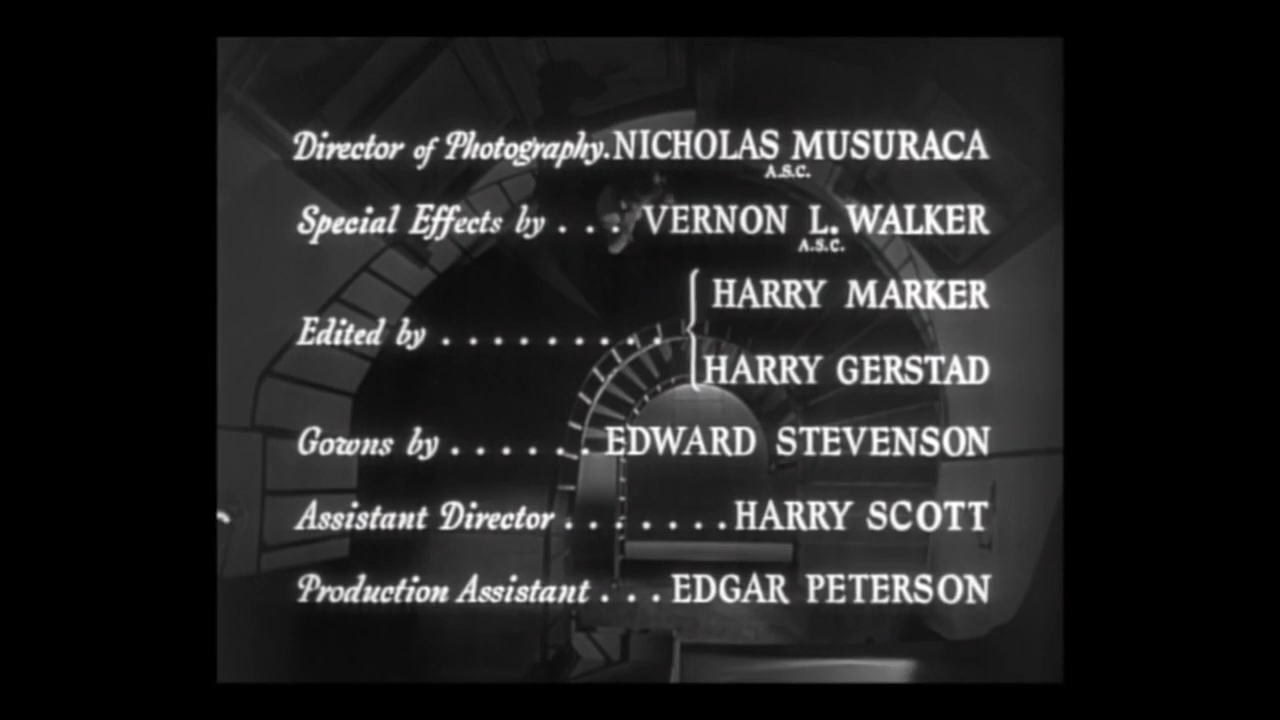 Director of Photography.NICHOLAS MUSURACA
A.S.C.
Special Effects by . . . VERNON L. WALKER
A.S.C.
HARRY MARKER
Edited by . . . . . . . . .
HARRY GERSTAD
Gowns by . . . . . . EDWARD STEVENSON
Assistant Director . . . . . . . HARRY SCOTT
Production Assistant . . . EDGAR PETERSON